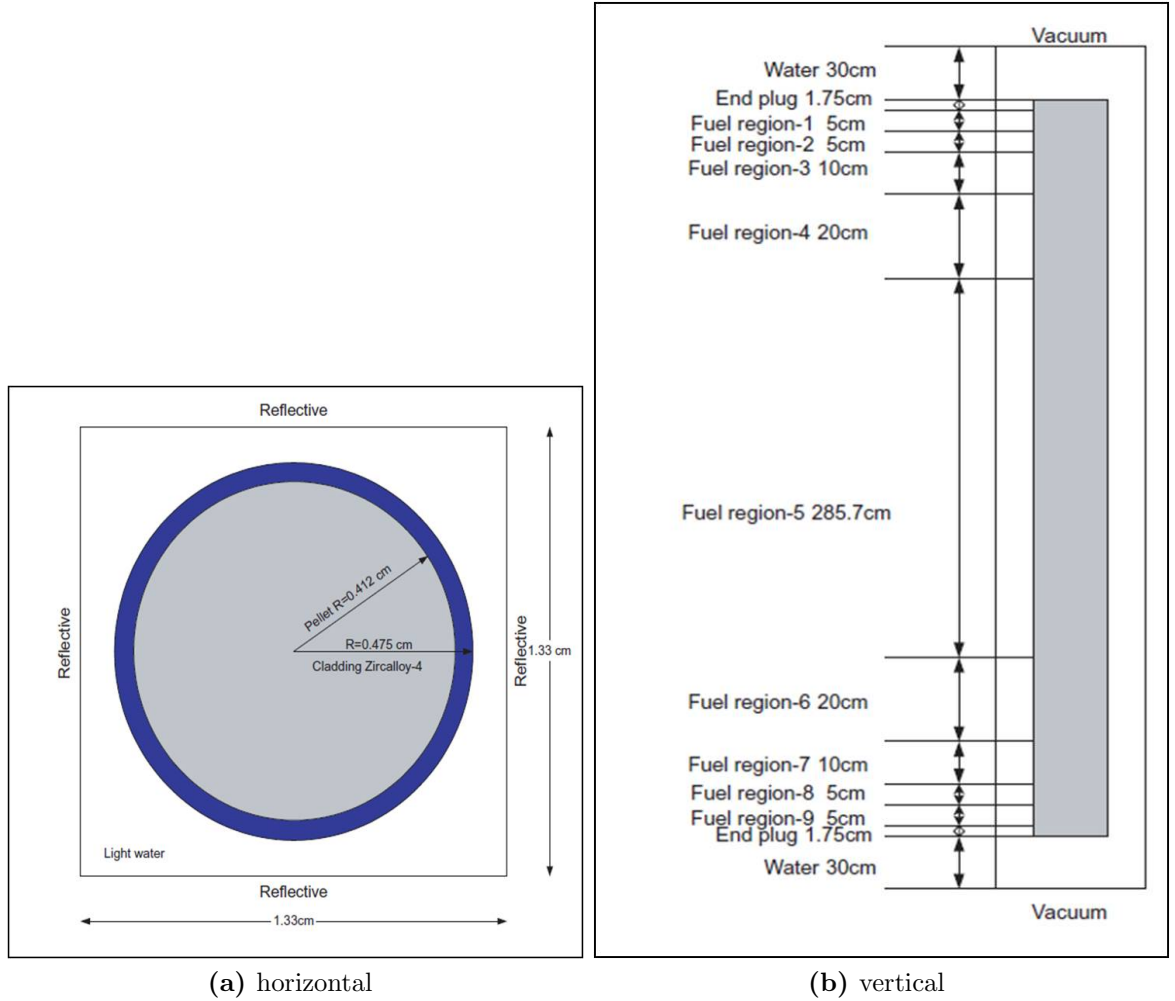 Reflective
Reflective
Pellet R=0.412 cm
R=0.475 cm
Cladding Zircalloy-4
Reflective
1.33 cm
Light water
Reflective
1.33cm
(a) horizontal
Vacuum
Water 30cm
End plug 1.75cm
Fuel region-1 5cm
Fuel region-2 5cm
Fuel region-3 10cm
Fuel region-4 20cm
Fuel region-5 285.7cm
Fuel region-6 20cm
Fuel region-7 10cm
Fuel region-8 5cm
Fuel region-9 5cm
End plug 1.75cm
Water 30cm
Vacuum
(b) vertical